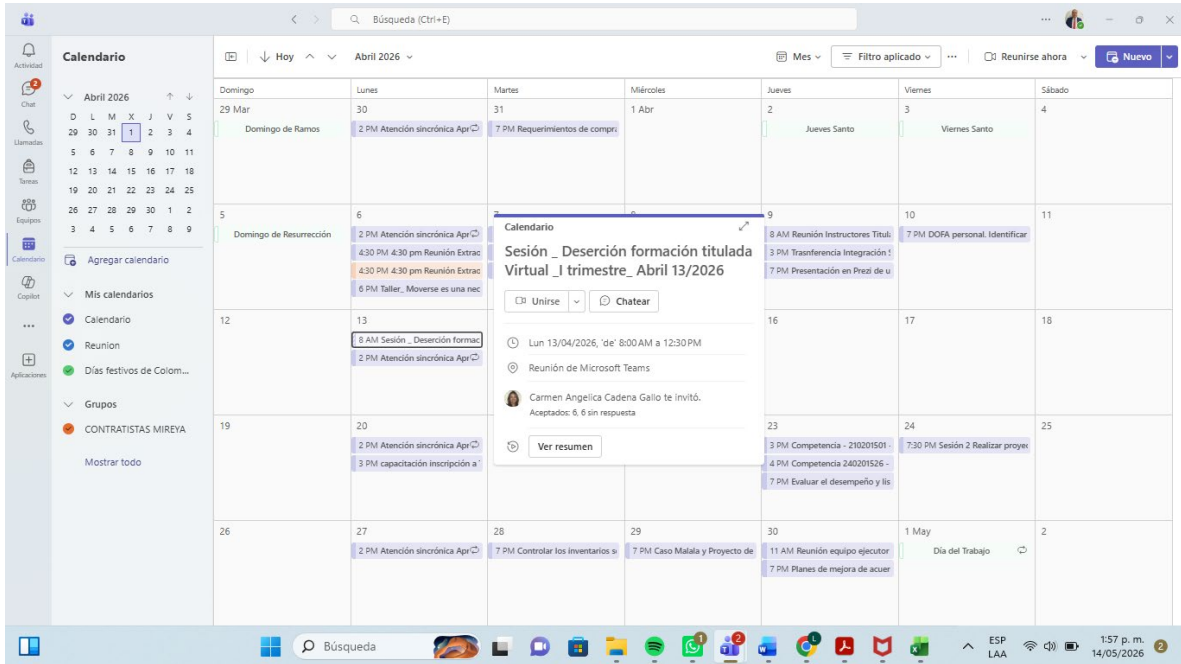 Búsqueda (Ctrl+E)
Actividad
Chat
2
Llamadas
Tareas
Equipos
Calendario
Copilot
Aplicaciones
Calendario
Abril 2026
D L M X J V S
29 30 31 1 2 3 4
5 6 7 8 9 10 11
12 13 14 15 16 17 18
19 20 21 22 23 24 25
26 27 28 29 30 1 2
3 4 5 6 7 8 9
Agregar calendario
Mis calendarios
Calendario
Reunion
Días festivos de Colom...
Grupos
CONTRATISTAS MIREYA
Mostrar todo
Hoy
Abril 2026
Mes
Filtro aplicado
Reunirse ahora
Nuevo
Domingo Lunes Martes Miércoles Jueves Viernes Sábado
29 Mar 30 31 1 Abr 2 3 4
Domingo de Ramos
2 PM Atención sincrónica Apr
7 PM Requerimientos de compra
Jueves Santo
Viernes Santo
5 6 9 10 11
Domingo de Resurrección
2 PM Atención sincrónica Apr
4:30 PM 4:30 pm Reunión Extrac
4:30 PM 4:30 pm Reunión Extrac
6 PM Taller_ Moverse es una nec
8 AM Reunión Instructores Titul
3 PM Tranferencia Integración
7 PM Presentación en Prezi de u
7 PM DOFA personal. Identificar
Calendario
Sesión _ Deserción formación titulada
Virtual _I trimestre_ Abril 13/2026
Unirse
Chatear
Lun 13/04/2026, 'de' 8:00 AM a 12:30 PM
Reunión de Microsoft Teams
Carmen Angelica Cadena Gallo te invitó.
Aceptados: 6, 6 sin respuesta
Ver resumen
12 13 16 17 18
8 AM Sesión _ Deserción formac
2 PM Atención sincrónica Apr
19 20 23 24 25
2 PM Atención sincrónica Apr
3 PM capacitación inscripción a
3 PM Competencia - 210201501 -
4 PM Competencia 240201526 -
7 PM Evaluar el desempeño y lis
7:30 PM Sesión 2 Realizar proyec
26 27 28 29 30 1 May 2
2 PM Atención sincrónica Apr
7 PM Controlar los inventarios s
7 PM Caso Malala y Proyecto de
11 AM Reunión equipo ejecutor
7 PM Planes de mejora de acuer
Día del Trabajo
Búsqueda
1
2
ESP
LAA
1:57 p. m.
14/05/2026
2